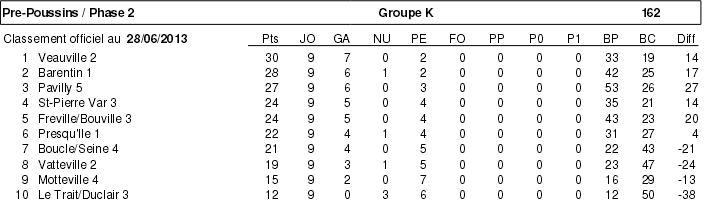 Pre-Poussins / Phase 2 Groupe K 162
Classement officiel au 28/06/2013 Pts JO GA NU PE FO PP P0 P1 BP BC Diff
1 Veauville 2 30 9 7 0 2 0 0 0 0 33 19 14
2 Barentin 1 28 9 6 1 2 0 0 0 0 42 25 17
3 Pavilly 5 27 9 6 0 3 0 0 0 0 53 26 27
4 St-Pierre Var 3 24 9 5 0 4 0 0 0 0 35 21 14
5 Freville/Bouville 3 24 9 5 0 4 0 0 0 0 43 23 20
6 Presqu'Ile 1 22 9 4 1 4 0 0 0 0 31 27 4
7 Boucle/Seine 4 21 9 4 0 5 0 0 0 0 22 43 -21
8 Vatteville 2 19 9 3 1 5 0 0 0 0 23 47 -24
9 Motteville 4 15 9 2 0 7 0 0 0 0 16 29 -13
10 Le Trait/Duclair 3 12 9 0 3 6 0 0 0 0 12 50 -38